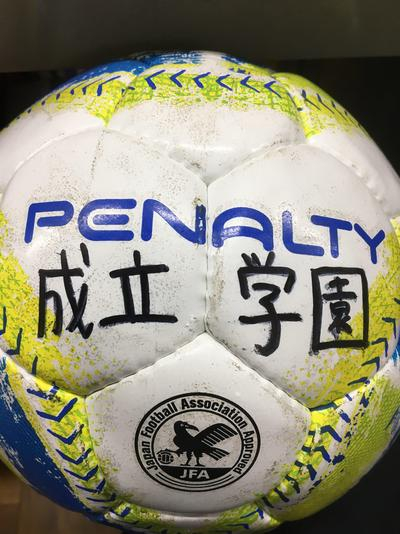 PENALTY
成立学園
Japan Football Association Approved
JFA